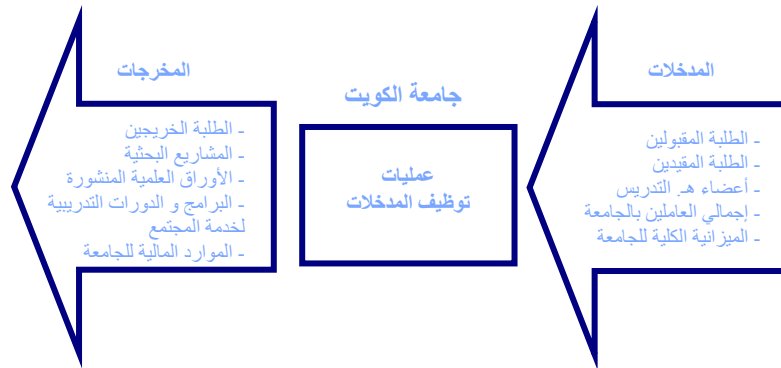 المدخلات
- الطلبة المقبولين
- الطلبة المقيدين
- أعضاء هـ. التدريس
- إجمالي العاملين بالجامعة
- الميزانية الكلية للجامعة
جامعة الكويت
عمليات
توظيف المدخلات
المخرجات
- الطلبة الخريجين
- المشاريع البحثية
- الأوراق العلمية المنشورة
- البرامج و الدورات التدريبية
لخدمة المجتمع
- الموارد المالية للجامعة